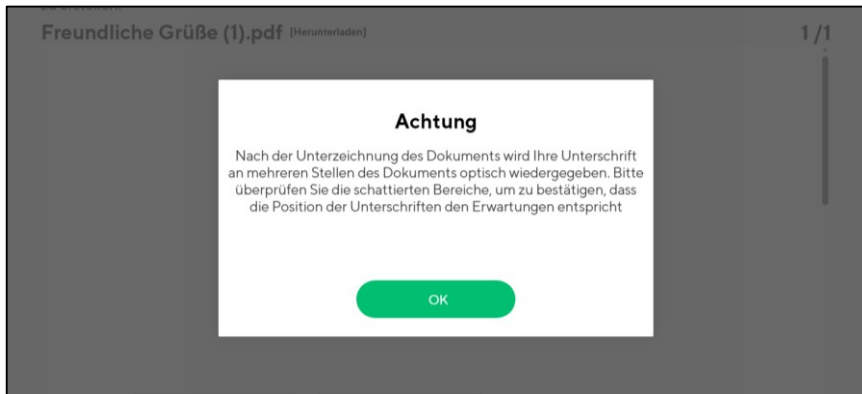 Freundliche Grüße (1).pdf [Herunterladen] 1 /1
Achtung
Nach der Unterzeichnung des Dokuments wird Ihre Unterschrift
an mehreren Stellen des Dokuments optisch wiedergegeben. Bitte
überprüfen Sie die schattierten Bereiche, um zu bestätigen, dass
die Position der Unterschriften den Erwartungen entspricht
OK